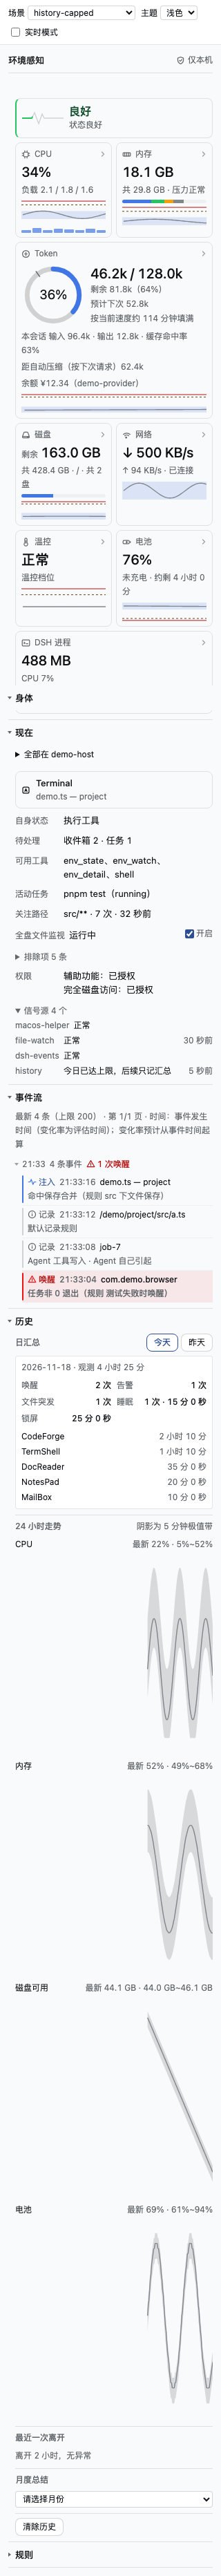 场景 history-capped 主题 浅色
实时模式
环境感知 仅本机
良好
状态良好
CPU
34%
负载 2.1 / 1.8 / 1.6
内存
18.1 GB
共 29.8 GB · 压力正常
Token
36%
46.2k / 128.0k
剩余 81.8k（64%）
预计下次 52.8k
按当前速度约 114 分钟填满
本会话 输入 96.4k · 输出 12.8k · 缓存命中率
63%
距自动压缩（按下次请求）62.4k
余额 ¥12.34（demo-provider）
磁盘
剩余 163.0 GB
共 428.4 GB · / · 共 2
盘
网络
↓ 500 KB/s
↑ 94 KB/s · 已连接
温控
正常
温控档位
电池
76%
未充电 · 约剩 4 小时 0
分
DSH 进程
488 MB
CPU 7%
身体
现在
全部在 demo-host
Terminal
demo.ts — project
自身状态 执行工具
待处理 收件箱 2 · 任务 1
可用工具 env_state、env_watch、
env_detail、shell
活动任务 pnpm test（running）
关注路径 src/** · 7 次 · 32 秒前
全盘文件监视 运行中 开启
排除项 5 条
权限 辅助功能：已授权
完全磁盘访问：已授权
信号源 4 个
macos-helper 正常
file-watch 正常 30 秒前
dsh-events 正常
history 今日已达上限，后续只记汇总 5 秒前
事件流
最新 4 条（上限 200） · 第 1/1 页 · 时间：事件发生
时间（变化率为评估时间）；变化率预计从事件时间起
算
21:33 4 条事件 1 次唤醒
注入 21:33:16 demo.ts — project
命中保存合并（规则 src 下文件保存）
记录 21:33:12 /demo/project/src/a.ts
默认记录规则
记录 21:33:08 job-7
Agent 工具写入 · Agent 自己引起
唤醒 21:33:04 com.demo.browser
任务非 0 退出（规则 测试失败时唤醒）
历史
日汇总 今天 昨天
2026-11-18 · 观测 4 小时 25 分
唤醒 2 次 告警 1 次
文件突发 1 次 睡眠 1 次 · 15 分 0 秒
锁屏 25 分 0 秒
CodeForge 2 小时 10 分
TermShell 1 小时 10 分
DocReader 35 分 0 秒
NotesPad 20 分 0 秒
MailBox 10 分 0 秒
24 小时走势 阴影为 5 分钟极值带
CPU 最新 22% · 5%~52%
内存 最新 52% · 49%~68%
磁盘可用 最新 44.1 GB · 44.0 GB~46.1 GB
电池 最新 69% · 61%~94%
最近一次离开
离开 2 小时，无异常
月度总结
请选择月份
清除历史
规则